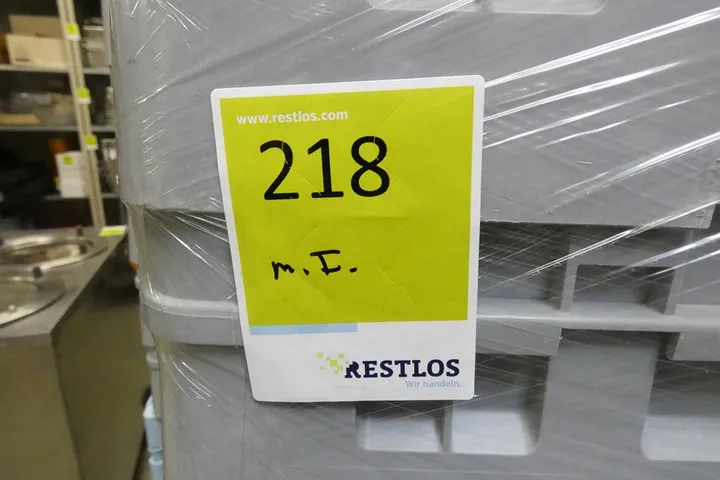 www.restlos.com
218
m. I.
RESTLOS
Wir handeln.